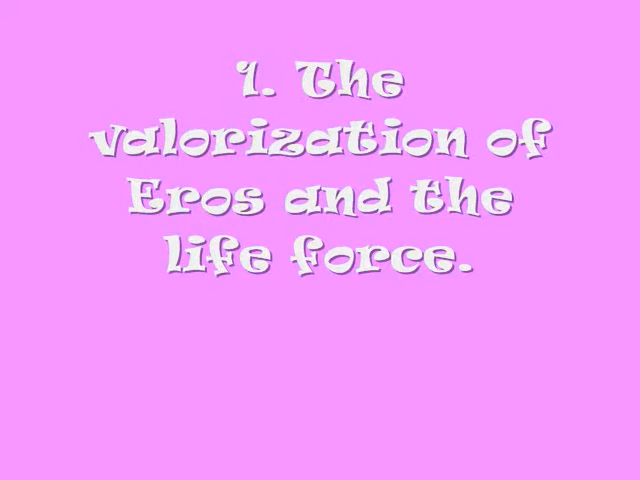 1. The
valorization of
Eros and the
life force.